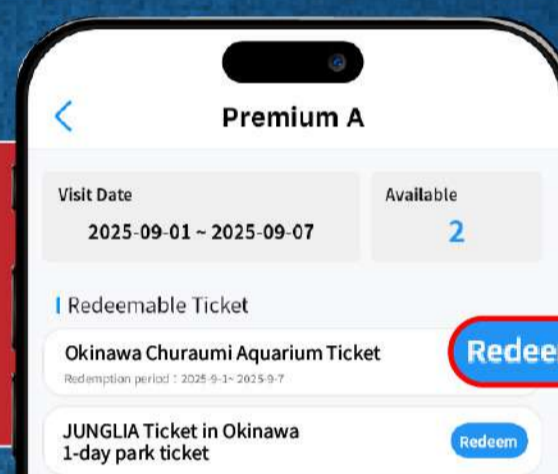 Premium A
Visit Date
Available
2025-09-01 ~ 2025-09-07
2
Redeemable Ticket
Okinawa Churaumi Aquarium Ticket
Redee
Redemption period : 2025-9-1~ 2025-9-7
JUNGLIA Ticket in Okinawa
1-day park ticket
Redeem